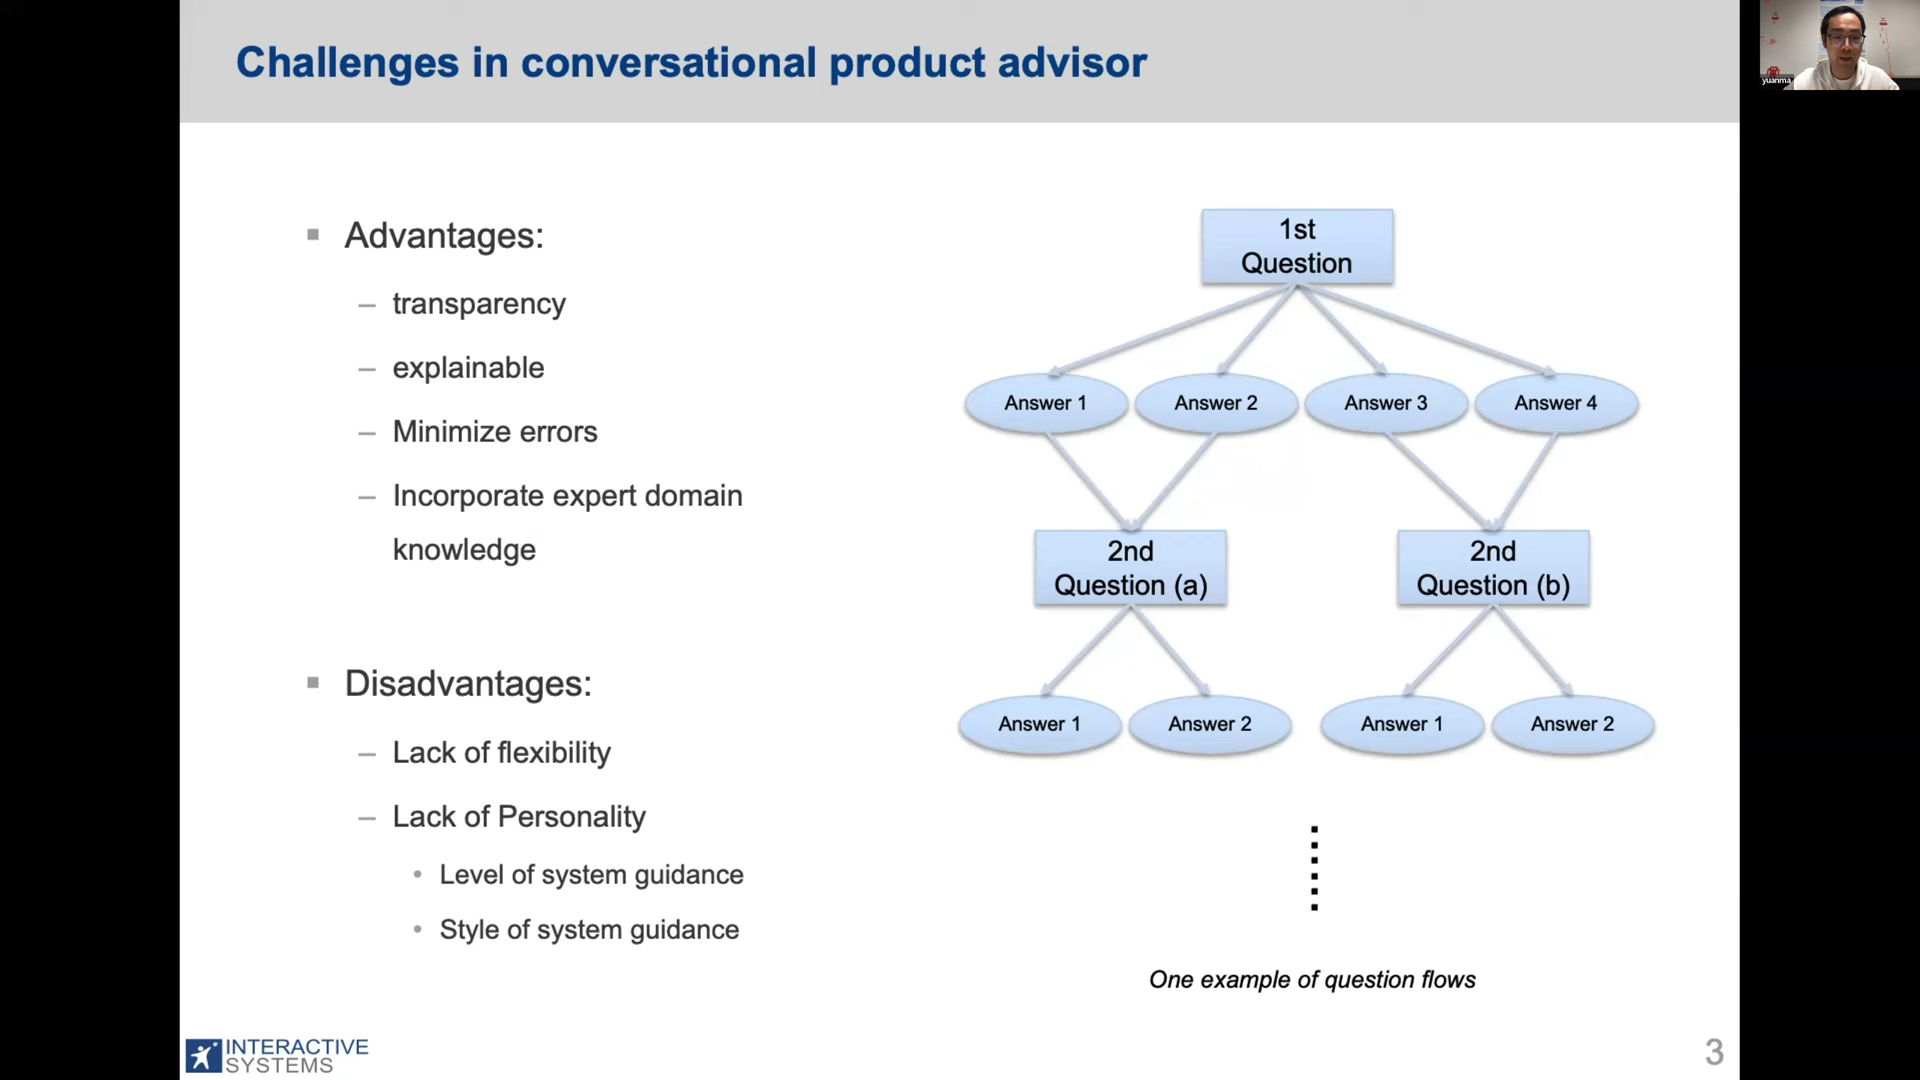 Challenges in conversational product advisor
yuanma
Advantages:
transparency
explainable
Minimize errors
Incorporate expert domain
knowledge
Disadvantages:
Lack of flexibility
Lack of Personality
Level of system guidance
Style of system guidance
1st
Question
Answer 1
Answer 2
Answer 3
Answer 4
2nd
Question (a)
2nd
Question (b)
Answer 1
Answer 2
Answer 1
Answer 2
One example of question flows
INTERACTIVE
SYSTEMS
3